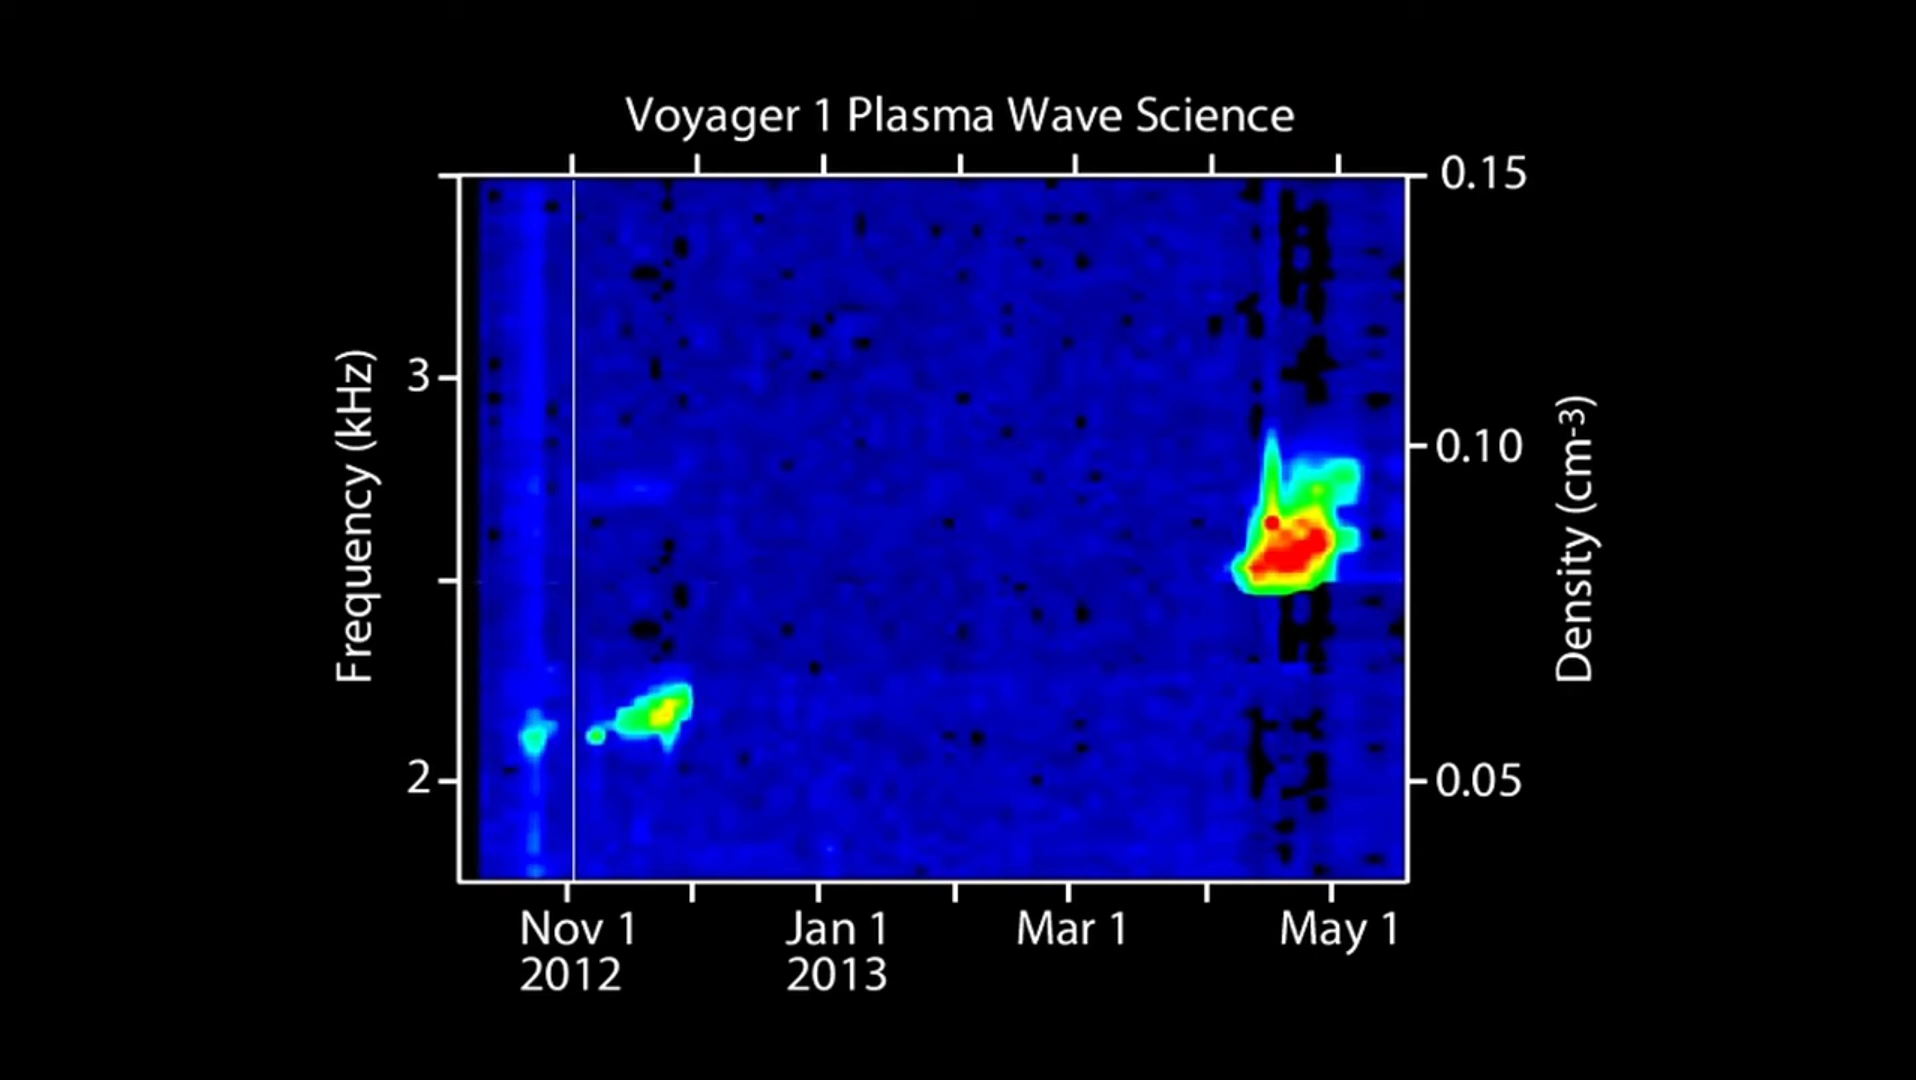 Voyager 1 Plasma Wave Science
0.15
3
0.10
2
0.05
Frequency (kHz)
Density (cm-3)
Nov 1
2012
Jan 1
2013
Mar 1
May 1